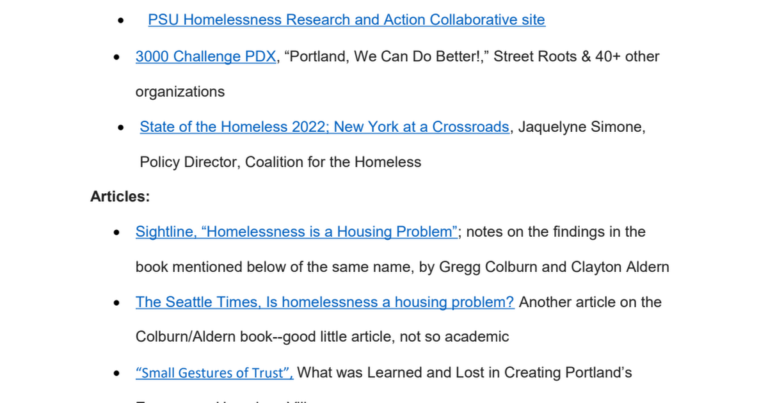 • PSU Homelessness Research and Action Collaborative site
• 3000 Challenge PDX, “Portland, We Can Do Better!,” Street Roots & 40+ other
organizations
• State of the Homeless 2022; New York at a Crossroads, Jaquelyne Simone,
Policy Director, Coalition for the Homeless
Articles:
• Sightline, “Homelessness is a Housing Problem”; notes on the findings in the
book mentioned below of the same name, by Gregg Colburn and Clayton Aldern
• The Seattle Times, Is homelessness a housing problem? Another article on the
Colburn/Aldern book--good little article, not so academic
• “Small Gestures of Trust”, What was Learned and Lost in Creating Portland’s